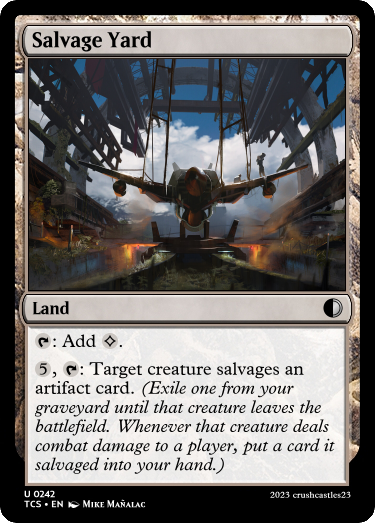 Salvage Yard
Land
: Add .
5, : Target creature salvages an
artifact card. (Exile one from your
graveyard until that creature leaves the
battlefield. Whenever that creature deals
combat damage to a player, put a card it
salvaged into your hand.)
U 0242
TCS • EN Mike Mañalac
2023 crushcastles23